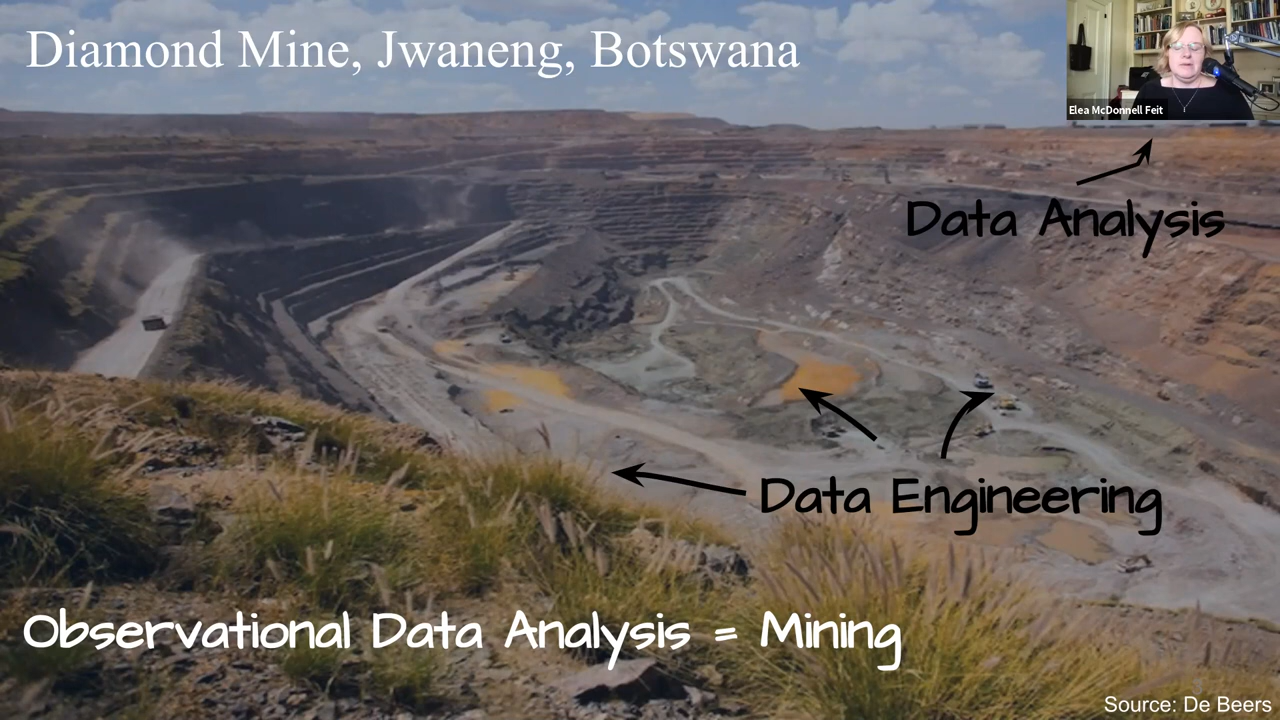 Diamond Mine, Jwaneng, Botswana
Elea McDonnell Feit
Data Analysis
Data Engineering
Observational Data Analysis = Mining
Source: De Beers